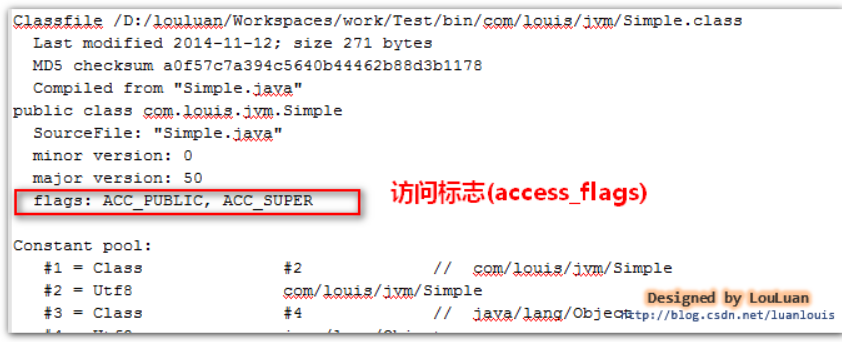 Classfile /D:/louluan/Workspaces/work/Test/bin/com/louis/jvm/Simple.class
Last modified 2014-11-12; size 271 bytes
MD5 checksum a0f57c7a394c5640b44462b88d3b1178
Compiled from "Simple.java"
public class com.louis.jvm.Simple
SourceFile: "Simple.java"
minor version: 0
major version: 50
flags: ACC_PUBLIC, ACC_SUPER
访问标志(access_flags)
Constant pool:
#1 = Class #2 // com/louis/jvm/Simple
#2 = Utf8 com/louis/jvm/Simple
#3 = Class #4 // java/lang/Object
Designed by LouLuan
http://blog.csdn.net/luanlouis